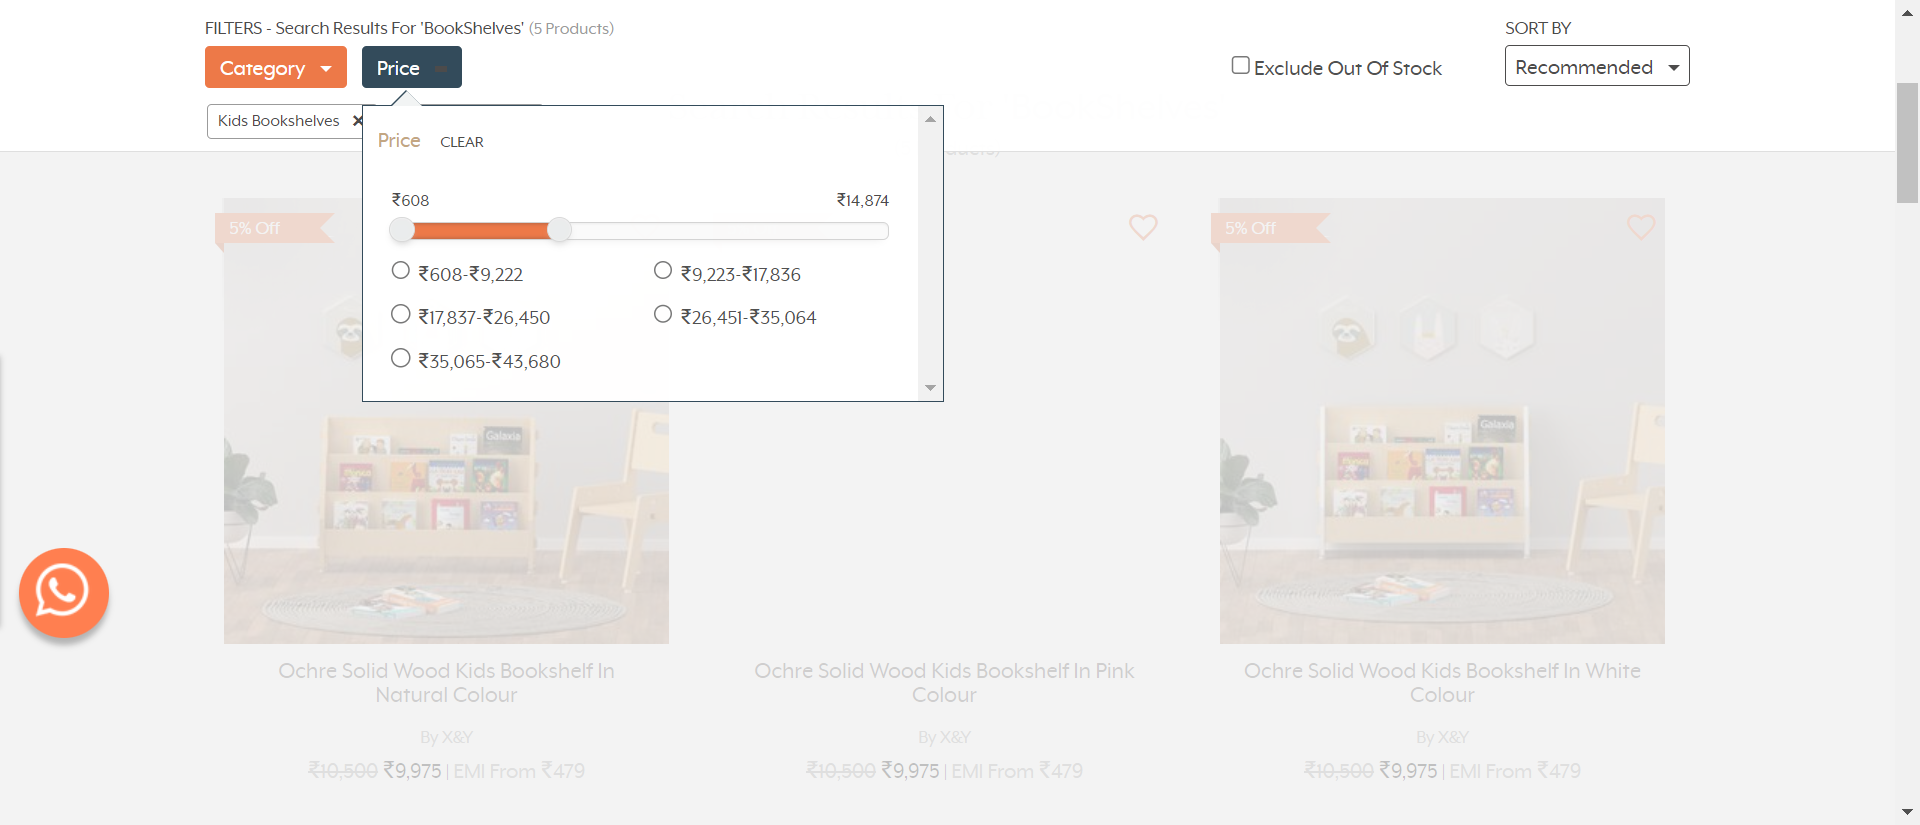 FILTERS - Search Results For 'BookShelves' (5 Products)
SORT BY
Category
Price
Exclude Out Of Stock
Recommended
Kids Bookshelves ×
Price CLEAR
₹608 ₹14,874
₹608-₹9,222 ₹9,223-₹17,836
₹17,837-₹26,450 ₹26,451-₹35,064
₹35,065-₹43,680
5% Off
5% Off
Galaxia
Galaxia
Ochre Solid Wood Kids Bookshelf In
Natural Colour
By X&Y
₹10,500 ₹9,975 | EMI From ₹479
Ochre Solid Wood Kids Bookshelf In Pink
Colour
By X&Y
₹10,500 ₹9,975 | EMI From ₹479
Ochre Solid Wood Kids Bookshelf In White
Colour
By X&Y
₹10,500 ₹9,975 | EMI From ₹479